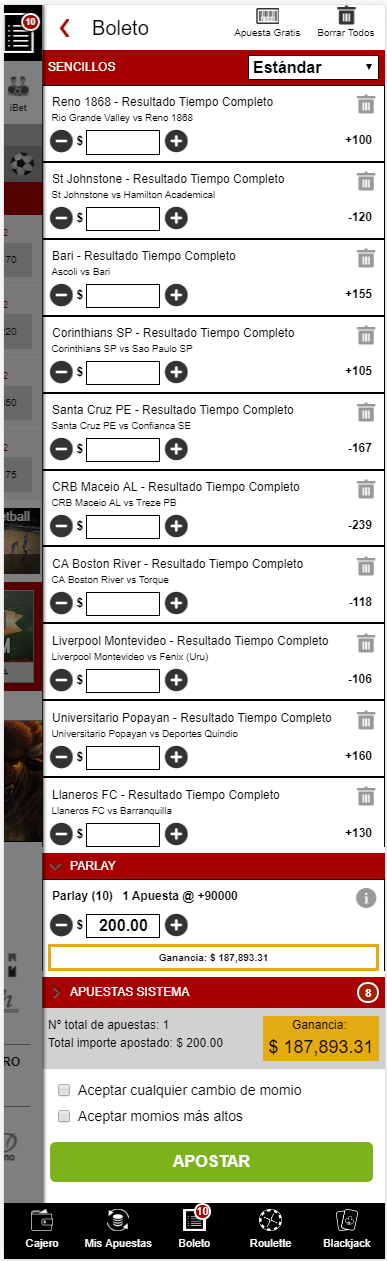 10
Boleto
Apuesta Gratis
Borrar Todos
iBet
SENCILLOS
Estándar
Reno 1868 - Resultado Tiempo Completo
Rio Grande Valley vs Reno 1868
$
+100
St Johnstone - Resultado Tiempo Completo
St Johnstone vs Hamilton Academical
$
-120
Bari - Resultado Tiempo Completo
Ascoli vs Bari
$
+155
Corinthians SP - Resultado Tiempo Completo
Corinthians SP vs Sao Paulo SP
$
+105
Santa Cruz PE - Resultado Tiempo Completo
Santa Cruz PE vs Confianca SE
$
-167
CRB Maceio AL - Resultado Tiempo Completo
CRB Maceio AL vs Treze PB
$
-239
CA Boston River - Resultado Tiempo Completo
CA Boston River vs Torque
$
-118
Liverpool Montevideo - Resultado Tiempo Completo
Liverpool Montevideo vs Fenix (Uru)
$
-106
Universitario Popayan - Resultado Tiempo Completo
Universitario Popayan vs Deportes Quindio
$
+160
Llaneros FC - Resultado Tiempo Completo
Llaneros FC vs Barranquilla
$
+130
PARLAY
Parlay (10) 1 Apuesta @ +90000
$ 200.00
Ganancia: $ 187,893.31
APUESTAS SISTEMA
8
Nº total de apuestas: 1
Total importe apostado: $ 200.00
Ganancia:
$ 187,893.31
Aceptar cualquier cambio de momio
Aceptar momios más altos
APOSTAR
10
Cajero
Mis Apuestas
Boleto
Roulette
Blackjack